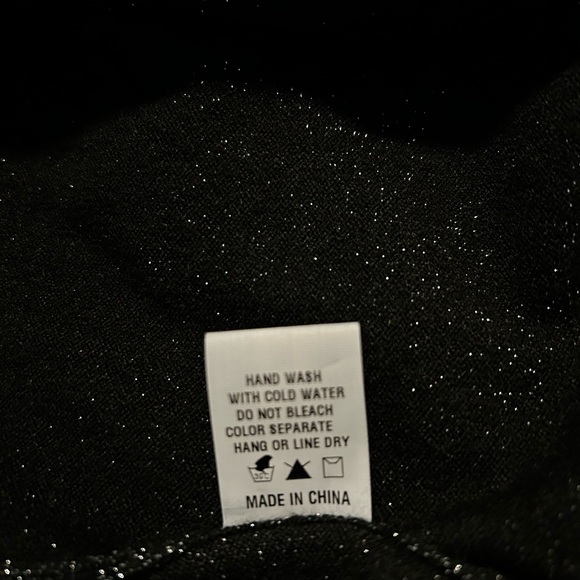 HAND WASH
WITH COLD WATER
DO NOT BLEACH
COLOR SEPARATE
HANG OR LINE DRY
MADE IN CHINA